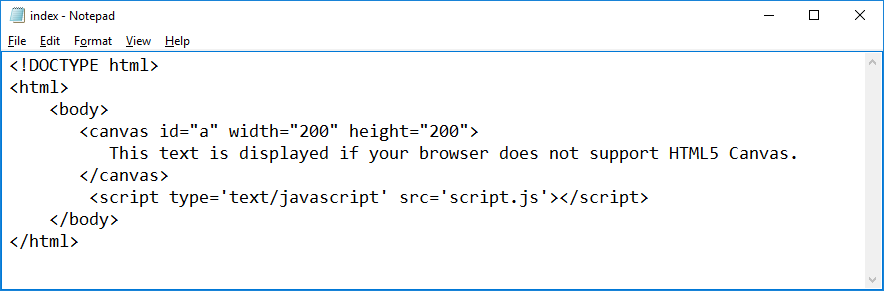 index - Notepad
File Edit Format View Help
<!DOCTYPE html>
<html>
    <body>
       <canvas id="a" width="200" height="200">
          This text is displayed if your browser does not support HTML5 Canvas.
       </canvas>
        <script type='text/javascript' src='script.js'></script>
    </body>
</html>